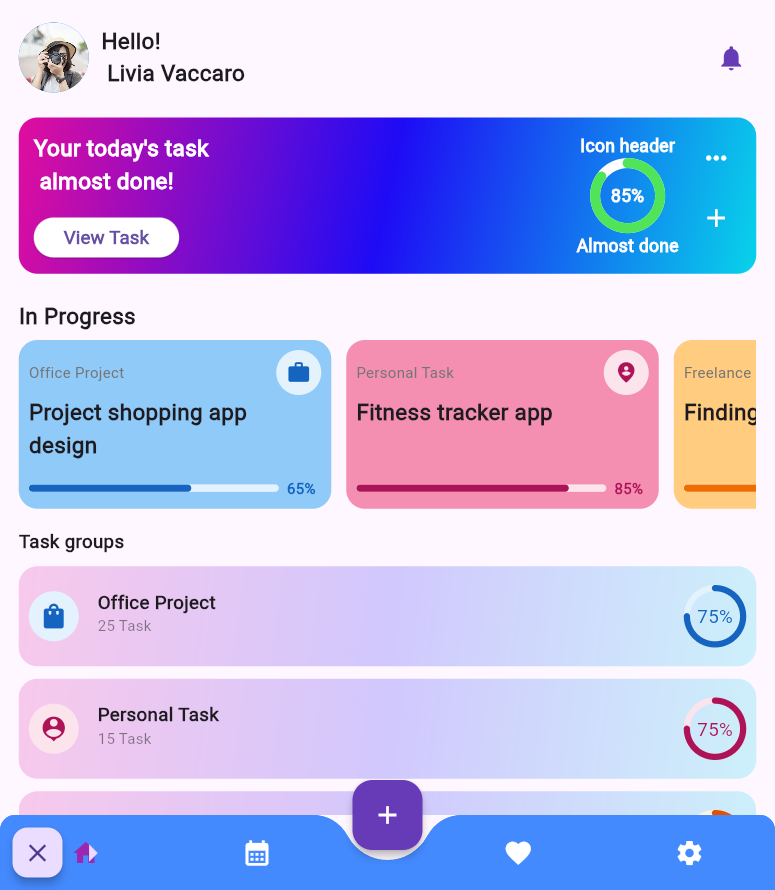 Hello!
Livia Vaccaro
Your today's task
almost done!
View Task
Icon header
85%
Almost done
In Progress
Office Project
Project shopping app
design
65%
Personal Task
Fitness tracker app
85%
Freelance
Finding
Task groups
Office Project
25 Task
75%
Personal Task
15 Task
75%